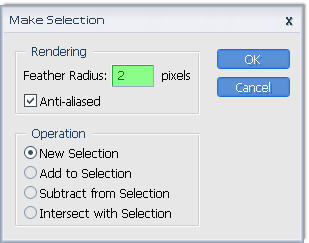 Make Selection x
Rendering
OK
Feather Radius: 2 pixels
Cancel
Anti-aliased
Operation
New Selection
Add to Selection
Subtract from Selection
Intersect with Selection